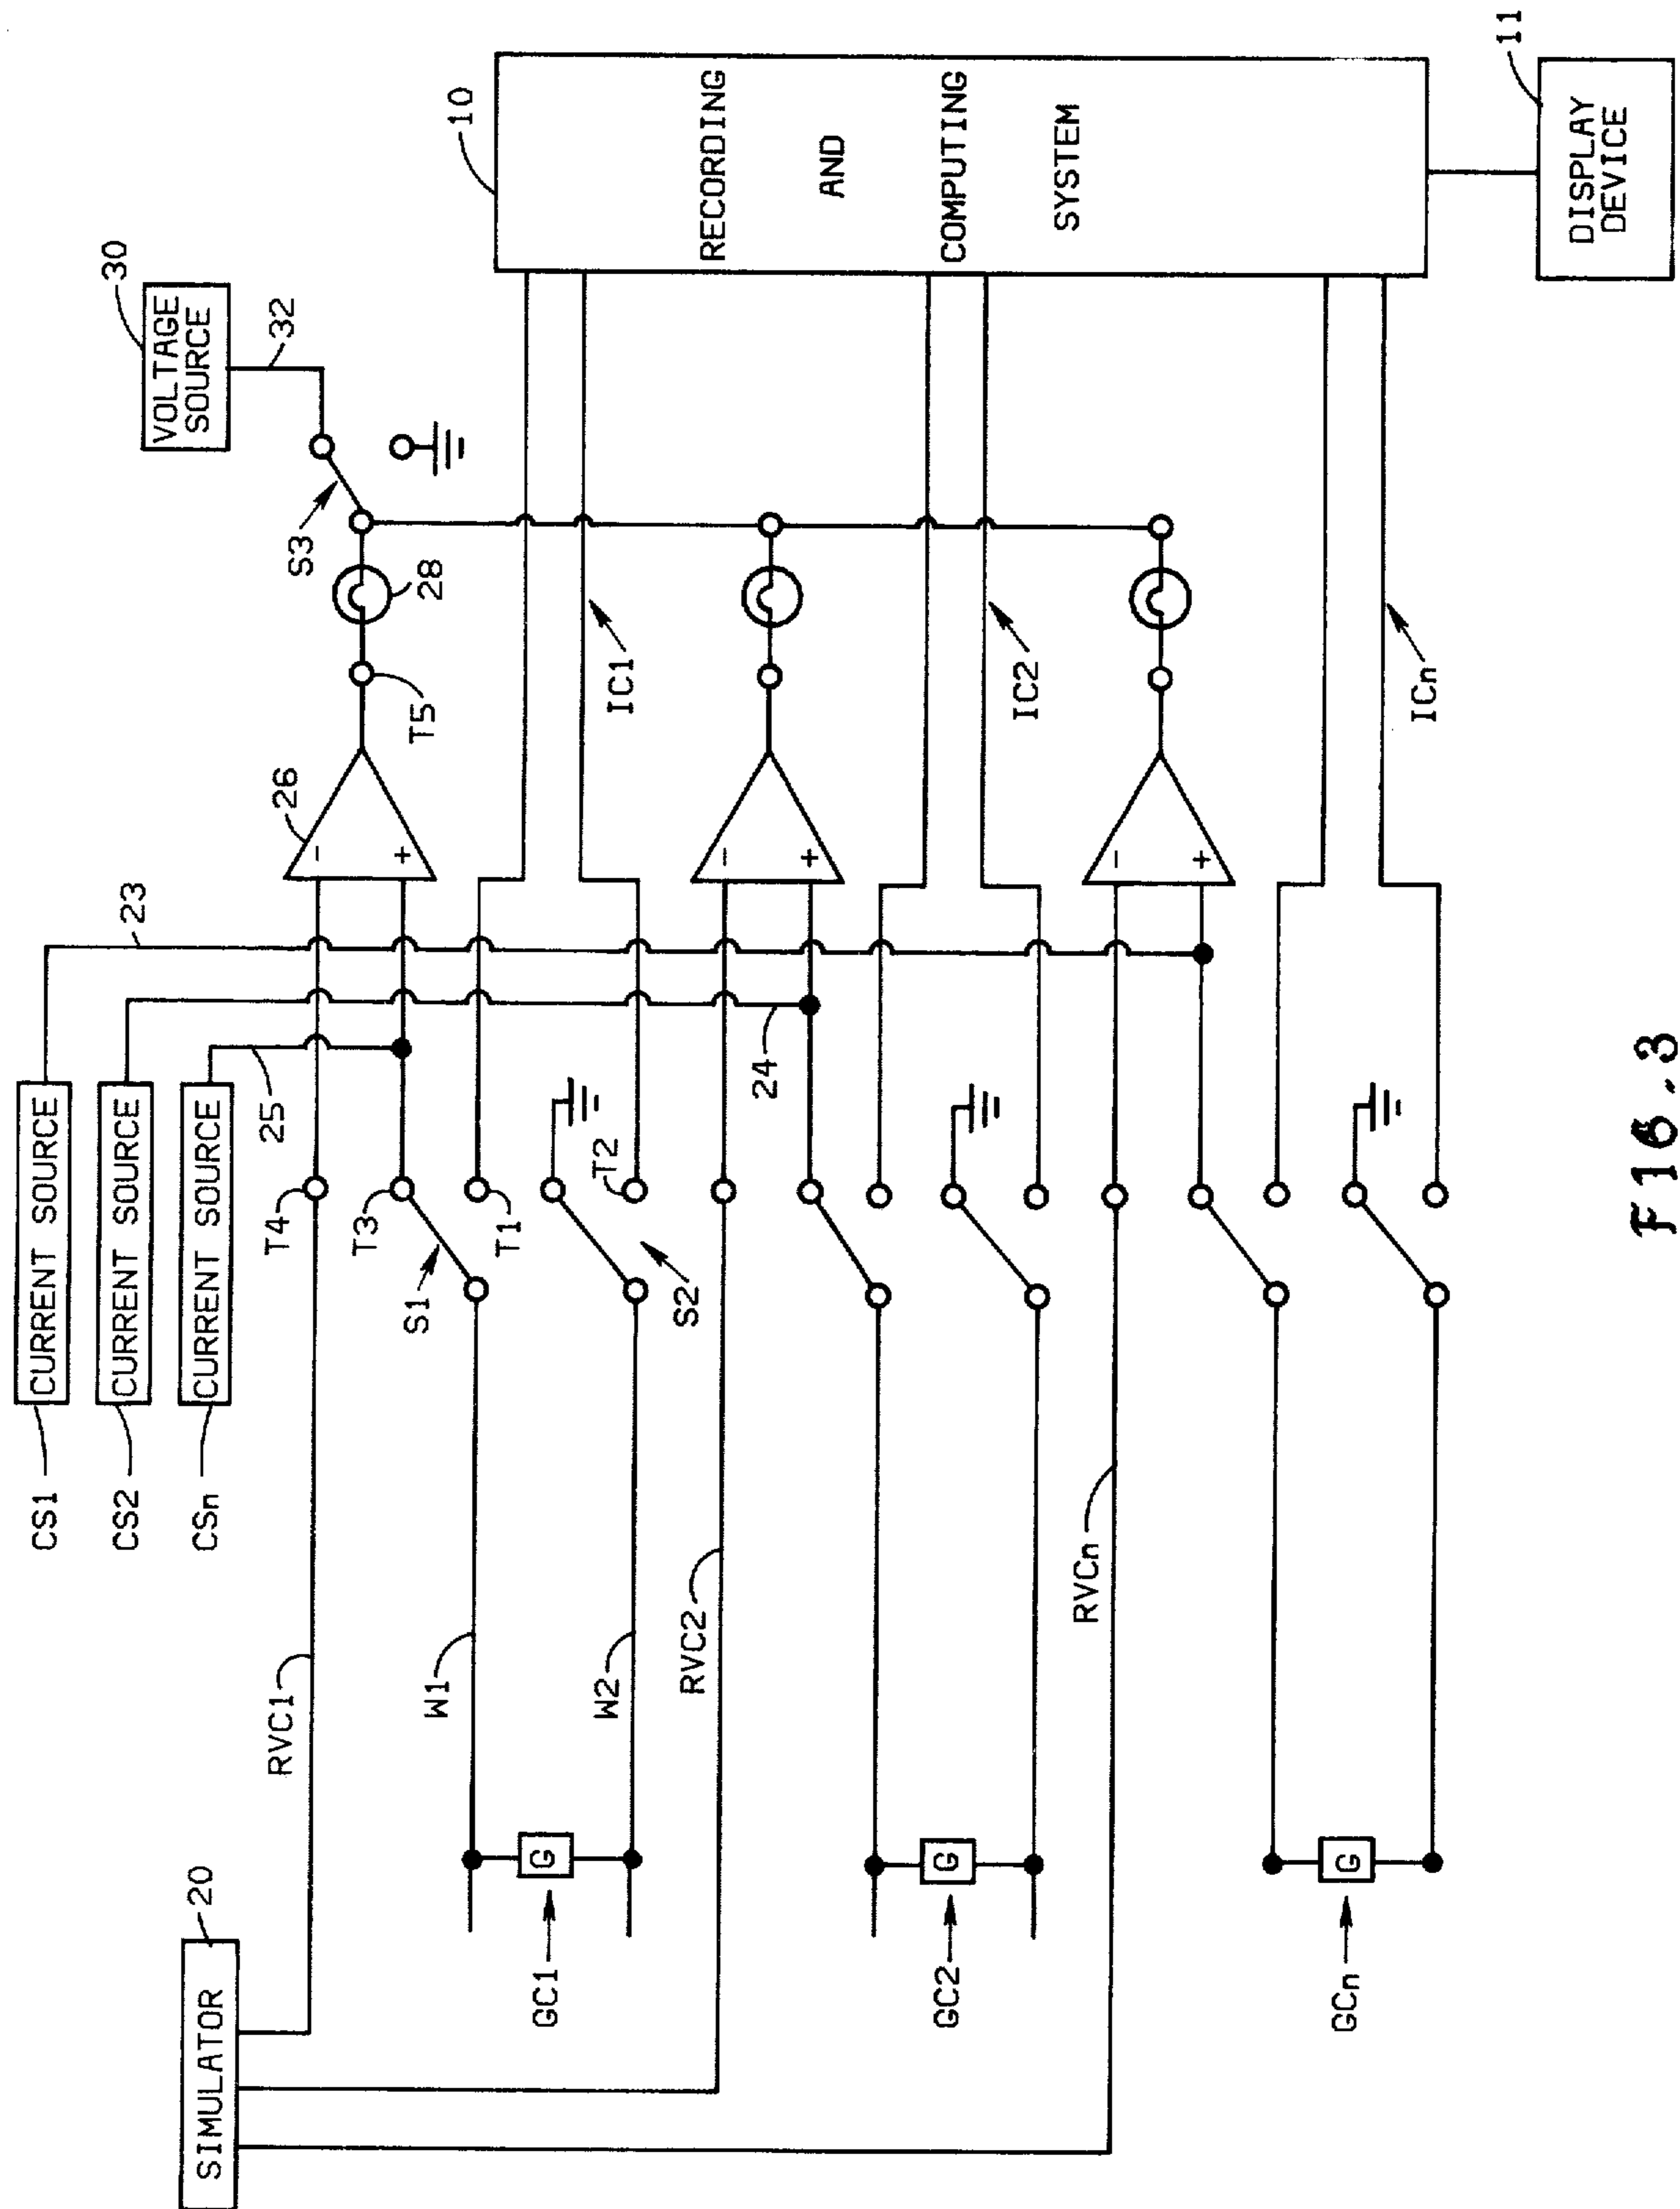 SIMULATOR
20
CS1
CURRENT SOURCE
CS2
CURRENT SOURCE
CSn
CURRENT SOURCE
23
25
24
VOLTAGE
SOURCE
30
32
RVC1
T4
26
-
+
T5
28
S3
10
RECORDING
AND
COMPUTING
SYSTEM
W1
S1
T3
T1
W2
S2
T2
GC1
G
IC1
RVC2
-
+
GC2
G
IC2
RVCn
-
+
GCn
G
ICn
11
DISPLAY
DEVICE
FIG.3